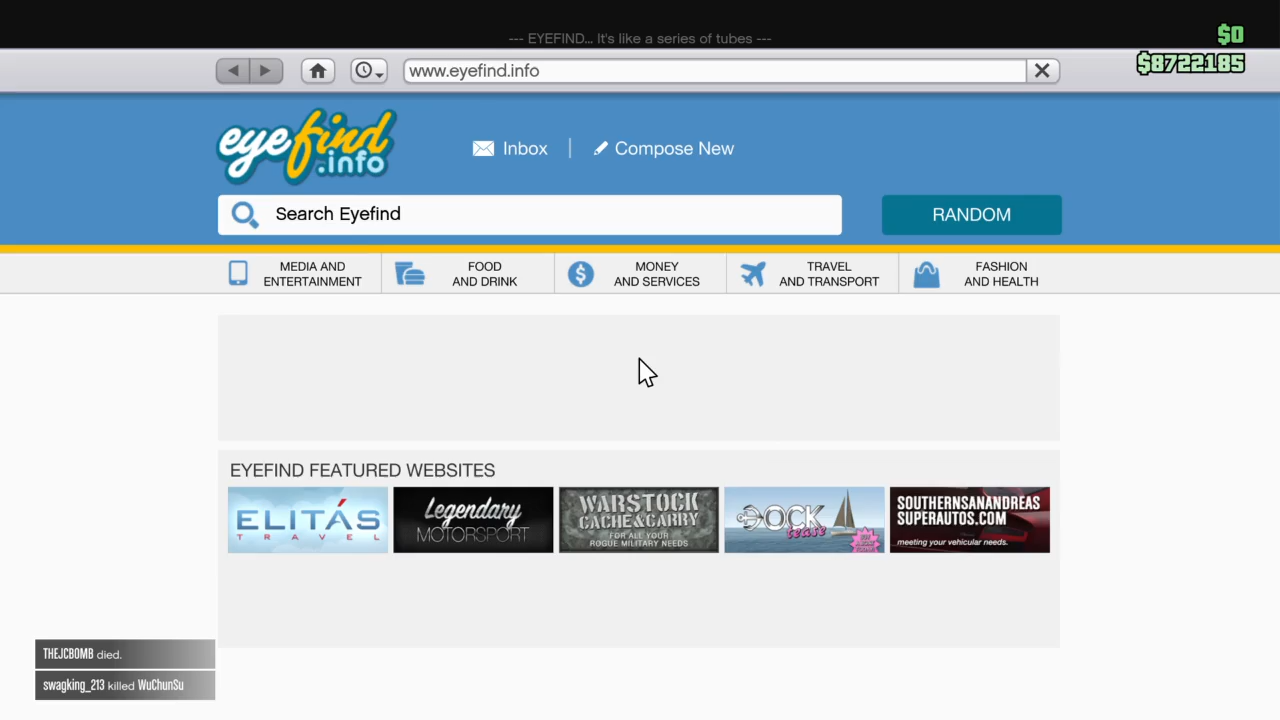 --- EYEFIND... It's like a series of tubes ---
$0
$8722185
www.eyefind.info
eyefind
.info
Inbox
Compose New
Search Eyefind
RANDOM
MEDIA AND
ENTERTAINMENT
FOOD
AND DRINK
MONEY
AND SERVICES
TRAVEL
AND TRANSPORT
FASHION
AND HEALTH
EYEFIND FEATURED WEBSITES
ELITÁS
TRAVEL
Legendary
MOTORSPORT
WARSTOCK
CACHE&CARRY
FOR ALL YOUR
ROGUE MILITARY NEEDS
DOCK
tease
SOUTHERNSANANDREAS
SUPERAUTOS.COM
meeting your vehicular needs.
THEJCBOMB died.
swagking_213 killed WuChunSu